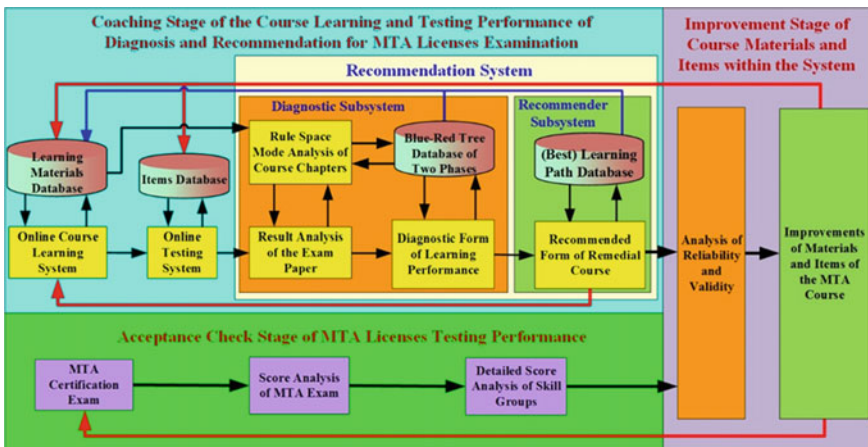 Coaching Stage of the Course Learning and Testing Performance of
Diagnosis and Recommendation for MTA Licenses Examination
Improvement Stage of
Course Materials and
Items within the System
Recommendation System
Diagnostic Subsystem
Recommender
Subsystem
Learning
Materials
Database
Items Database
Rule Space
Mode Analysis of
Course Chapters
Blue-Red Tree
Database of
Two Phases
(Best) Learning
Path Database
Online Course
Learning
System
Online
Testing
System
Result Analysis
of the Exam
Paper
Diagnostic Form
of Learning
Performance
Recommended
Form of Remedial
Course
Analysis of
Reliability
and
Validity
Improvements
of Materials
and Items of
the MTA
Course
Acceptance Check Stage of MTA Licenses Testing Performance
MTA
Certification
Exam
Score Analysis
of MTA Exam
Detailed Score
Analysis of Skill
Groups